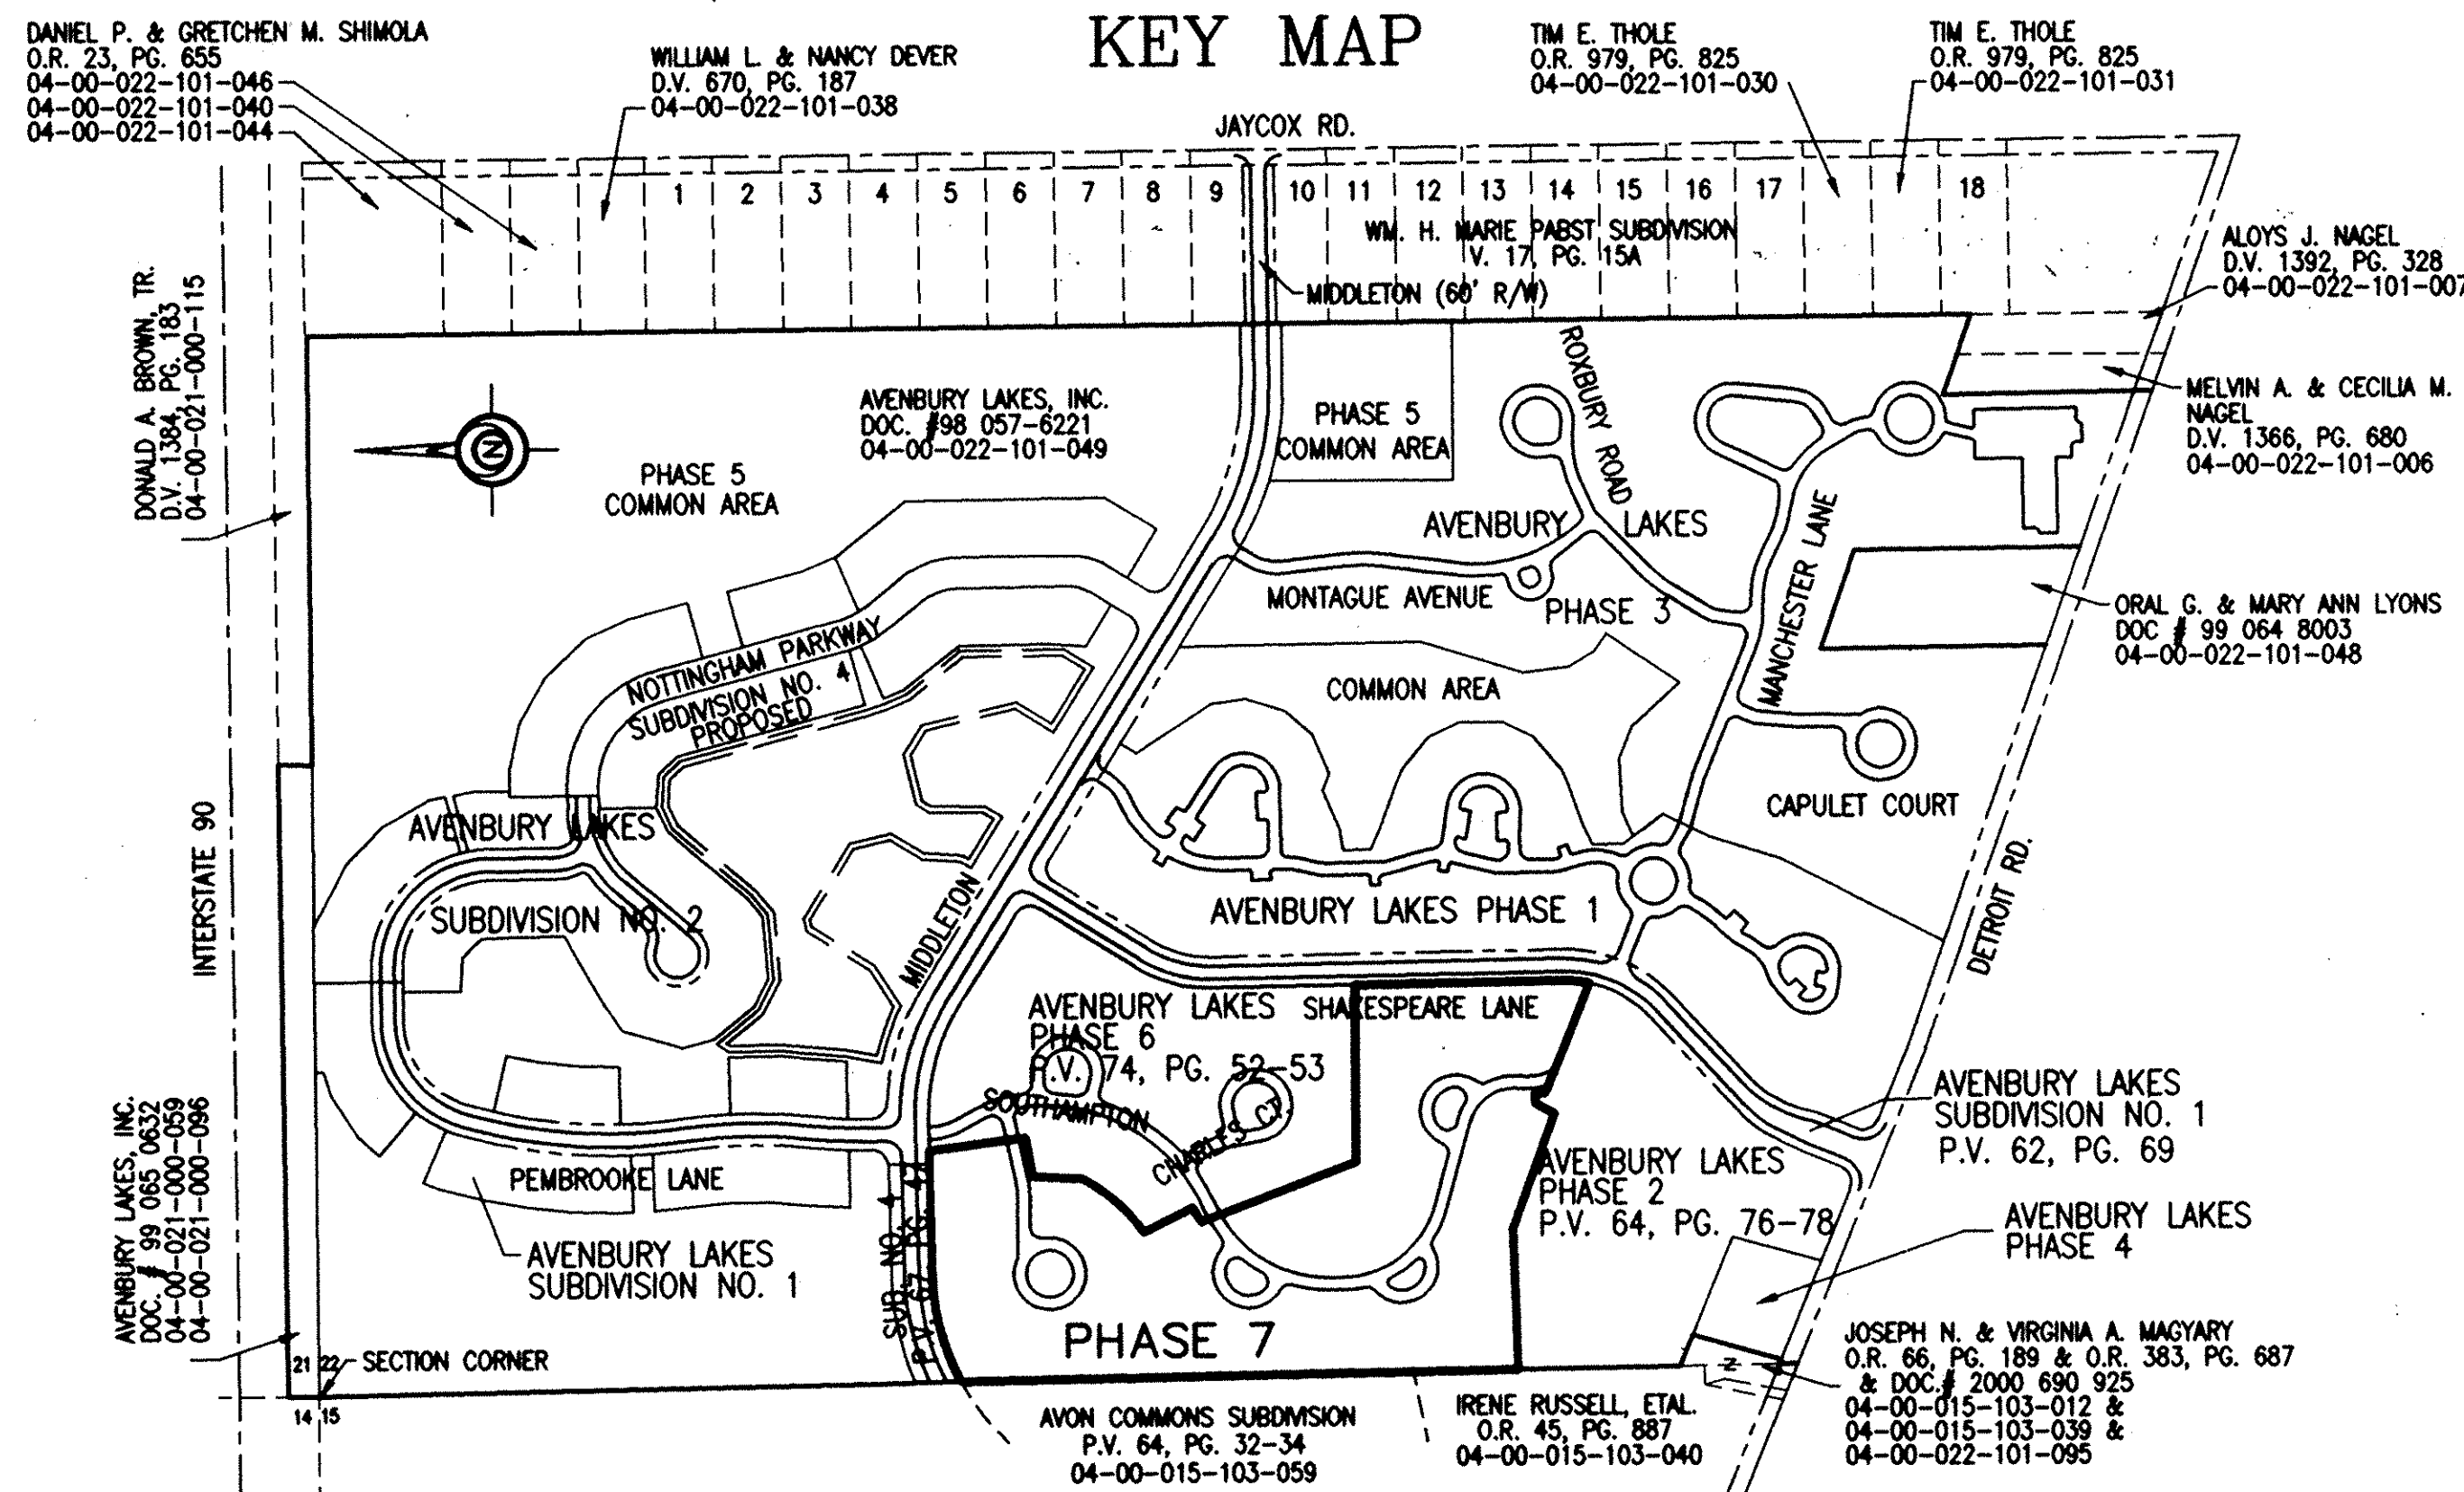 KEY MAP
DANIEL P. & GRETCHEN M. SHIMOLA
O.R. 23, PG. 655
04-00-022-101-046
04-00-022-101-040
04-00-022-101-044
WILLIAM L. & NANCY DEVER
D.V. 670, PG. 187
04-00-022-101-038
TIM E. THOLE
O.R. 979, PG. 825
04-00-022-101-030
TIM E. THOLE
O.R. 979, PG. 825
04-00-022-101-031
JAYCOX RD.
1 2 3 4 5 6 7 8 9 10 11 12 13 14 15 16 17 18
WM. H. MARIE PABST SUBDIVISION
V. 17, PG. 15A
MIDDLETON (60' R/W)
ALOYS J. NAGEL
D.V. 1392, PG. 328
04-00-022-101-007
DONALD A. BROWN, TR.
D.V. 1384, PG. 183
04-00-021-000-115
N
AVENBURY LAKES, INC.
DOC. #98 057-6221
04-00-022-101-049
PHASE 5
COMMON AREA
PHASE 5
COMMON AREA
ROXBURY ROAD
MELVIN A. & CECILIA M.
NAGEL
D.V. 1366, PG. 680
04-00-022-101-006
AVENBURY LAKES
PHASE 3
MONTAGUE AVENUE
MANCHESTER LANE
ORAL G. & MARY ANN LYONS
DOC # 99 064 8003
04-00-022-101-048
NOTTINGHAM PARKWAY
SUBDIVISION NO. 4
PROPOSED
COMMON AREA
CAPULET COURT
INTERSTATE 90
AVENBURY LAKES
SUBDIVISION NO. 2
MIDDLETON
AVENBURY LAKES PHASE 1
DETROIT RD.
AVENBURY LAKES
PHASE 6
P.V. 74, PG. 52-53
SHAKESPEARE LANE
SOUTHAMPTON
CHARLES CT.
AVENBURY LAKES
SUBDIVISION NO. 1
P.V. 62, PG. 69
AVENBURY LAKES, INC.
DOC. # 99 065 0632
04-00-021-000-059
04-00-021-000-096
PEMBROOKE LANE
AVENBURY LAKES
PHASE 2
P.V. 64, PG. 76-78
AVENBURY LAKES
SUBDIVISION NO. 1
SUB NO. 4
P.V. 67 PG. 42
AVENBURY LAKES
PHASE 4
PHASE 7
21 22
SECTION CORNER
14 15
N
JOSEPH N. & VIRGINIA A. MAGYARY
O.R. 66, PG. 189 & O.R. 383, PG. 687
& DOC.# 2000 690 925
04-00-015-103-012 &
04-00-015-103-039 &
04-00-022-101-095
AVON COMMONS SUBDIVISION
P.V. 64, PG. 32-34
04-00-015-103-059
IRENE RUSSELL, ETAL.
O.R. 45, PG. 887
04-00-015-103-040